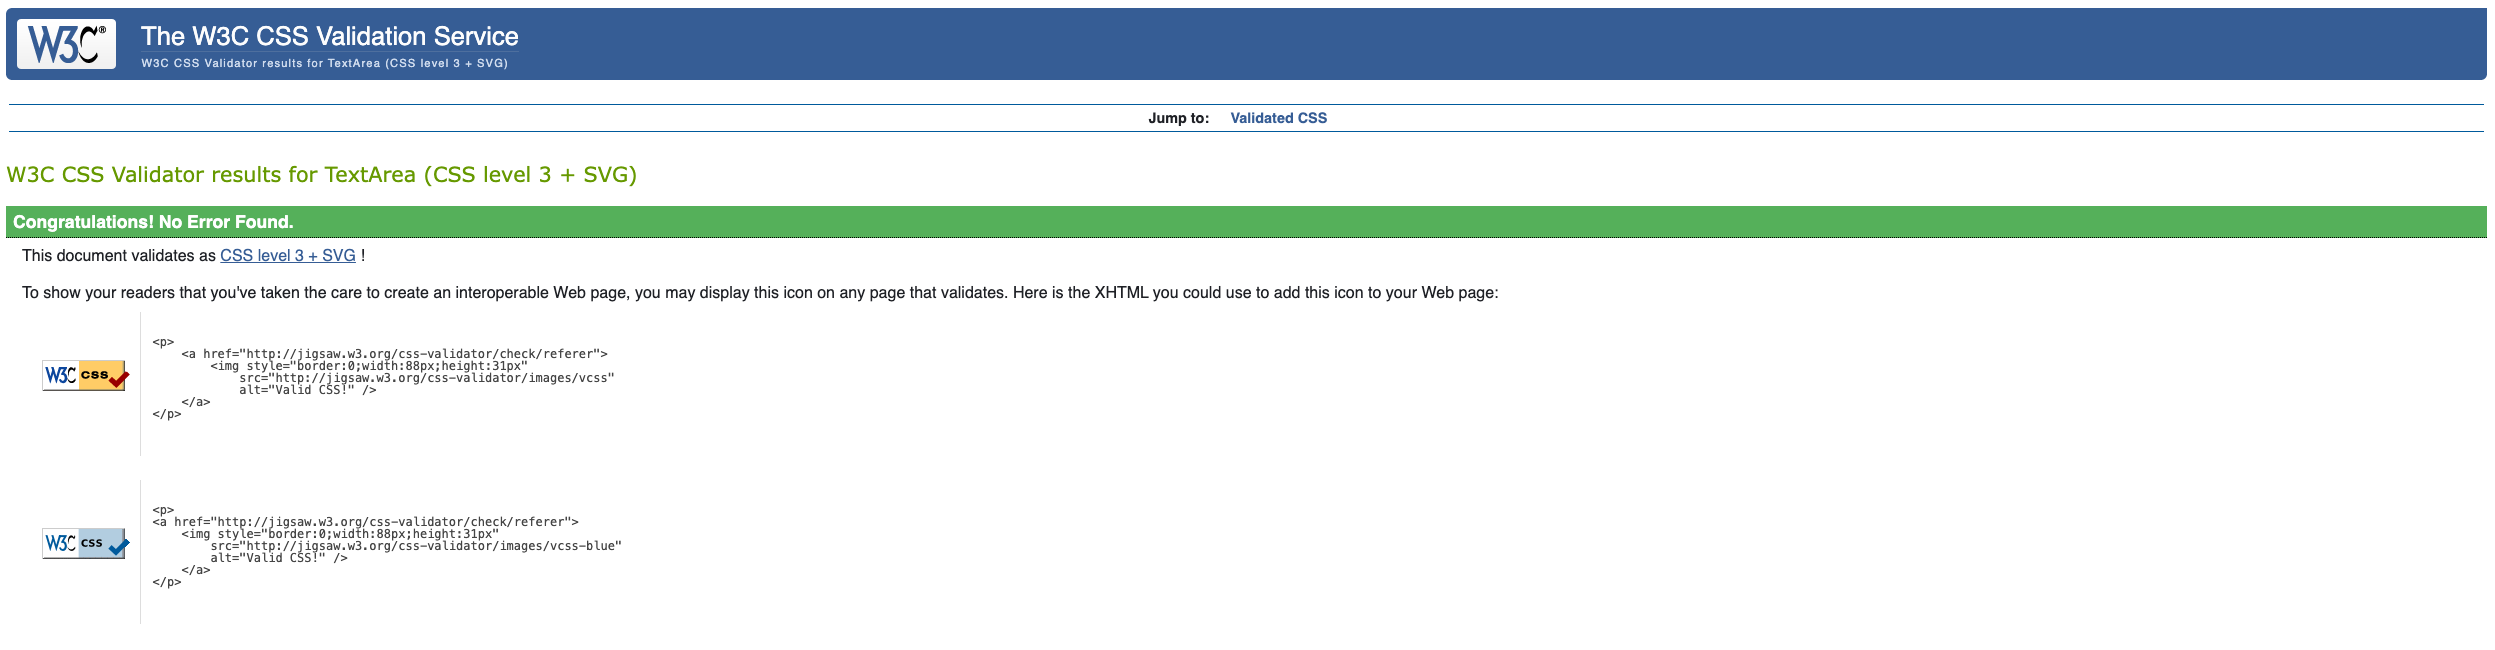 W3C®
The W3C CSS Validation Service
W3C CSS Validator results for TextArea (CSS level 3 + SVG)
Jump to: Validated CSS
W3C CSS Validator results for TextArea (CSS level 3 + SVG)
Congratulations! No Error Found.
This document validates as CSS level 3 + SVG !
To show your readers that you've taken the care to create an interoperable Web page, you may display this icon on any page that validates. Here is the XHTML you could use to add this icon to your Web page:
W3C CSS
<p>
    <a href="http://jigsaw.w3.org/css-validator/check/referer">
        <img style="border:0;width:88px;height:31px"
            src="http://jigsaw.w3.org/css-validator/images/vcss"
            alt="Valid CSS!" />
    </a>
</p>
W3C CSS
<p>
<a href="http://jigsaw.w3.org/css-validator/check/referer">
    <img style="border:0;width:88px;height:31px"
        src="http://jigsaw.w3.org/css-validator/images/vcss-blue"
        alt="Valid CSS!" />
    </a>
</p>